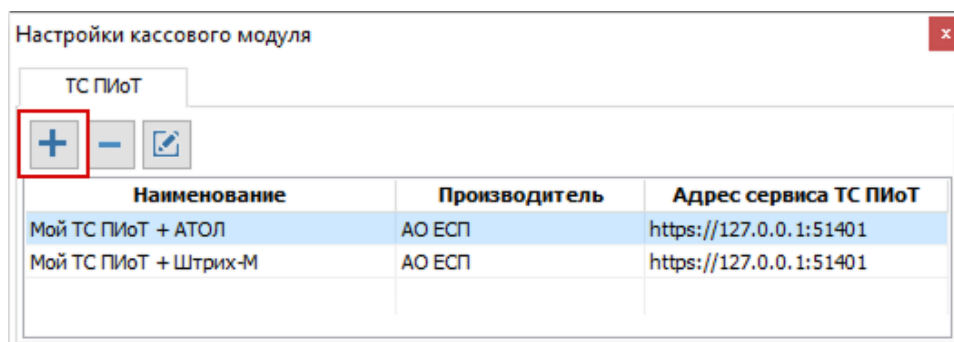 Настройки кассового модуля x
ТС ПИоТ
Наименование Производитель Адрес сервиса ТС ПИоТ
Мой ТС ПИоТ + АТОЛ АО ЕСП https://127.0.0.1:51401
Мой ТС ПИоТ + Штрих-М АО ЕСП https://127.0.0.1:51401